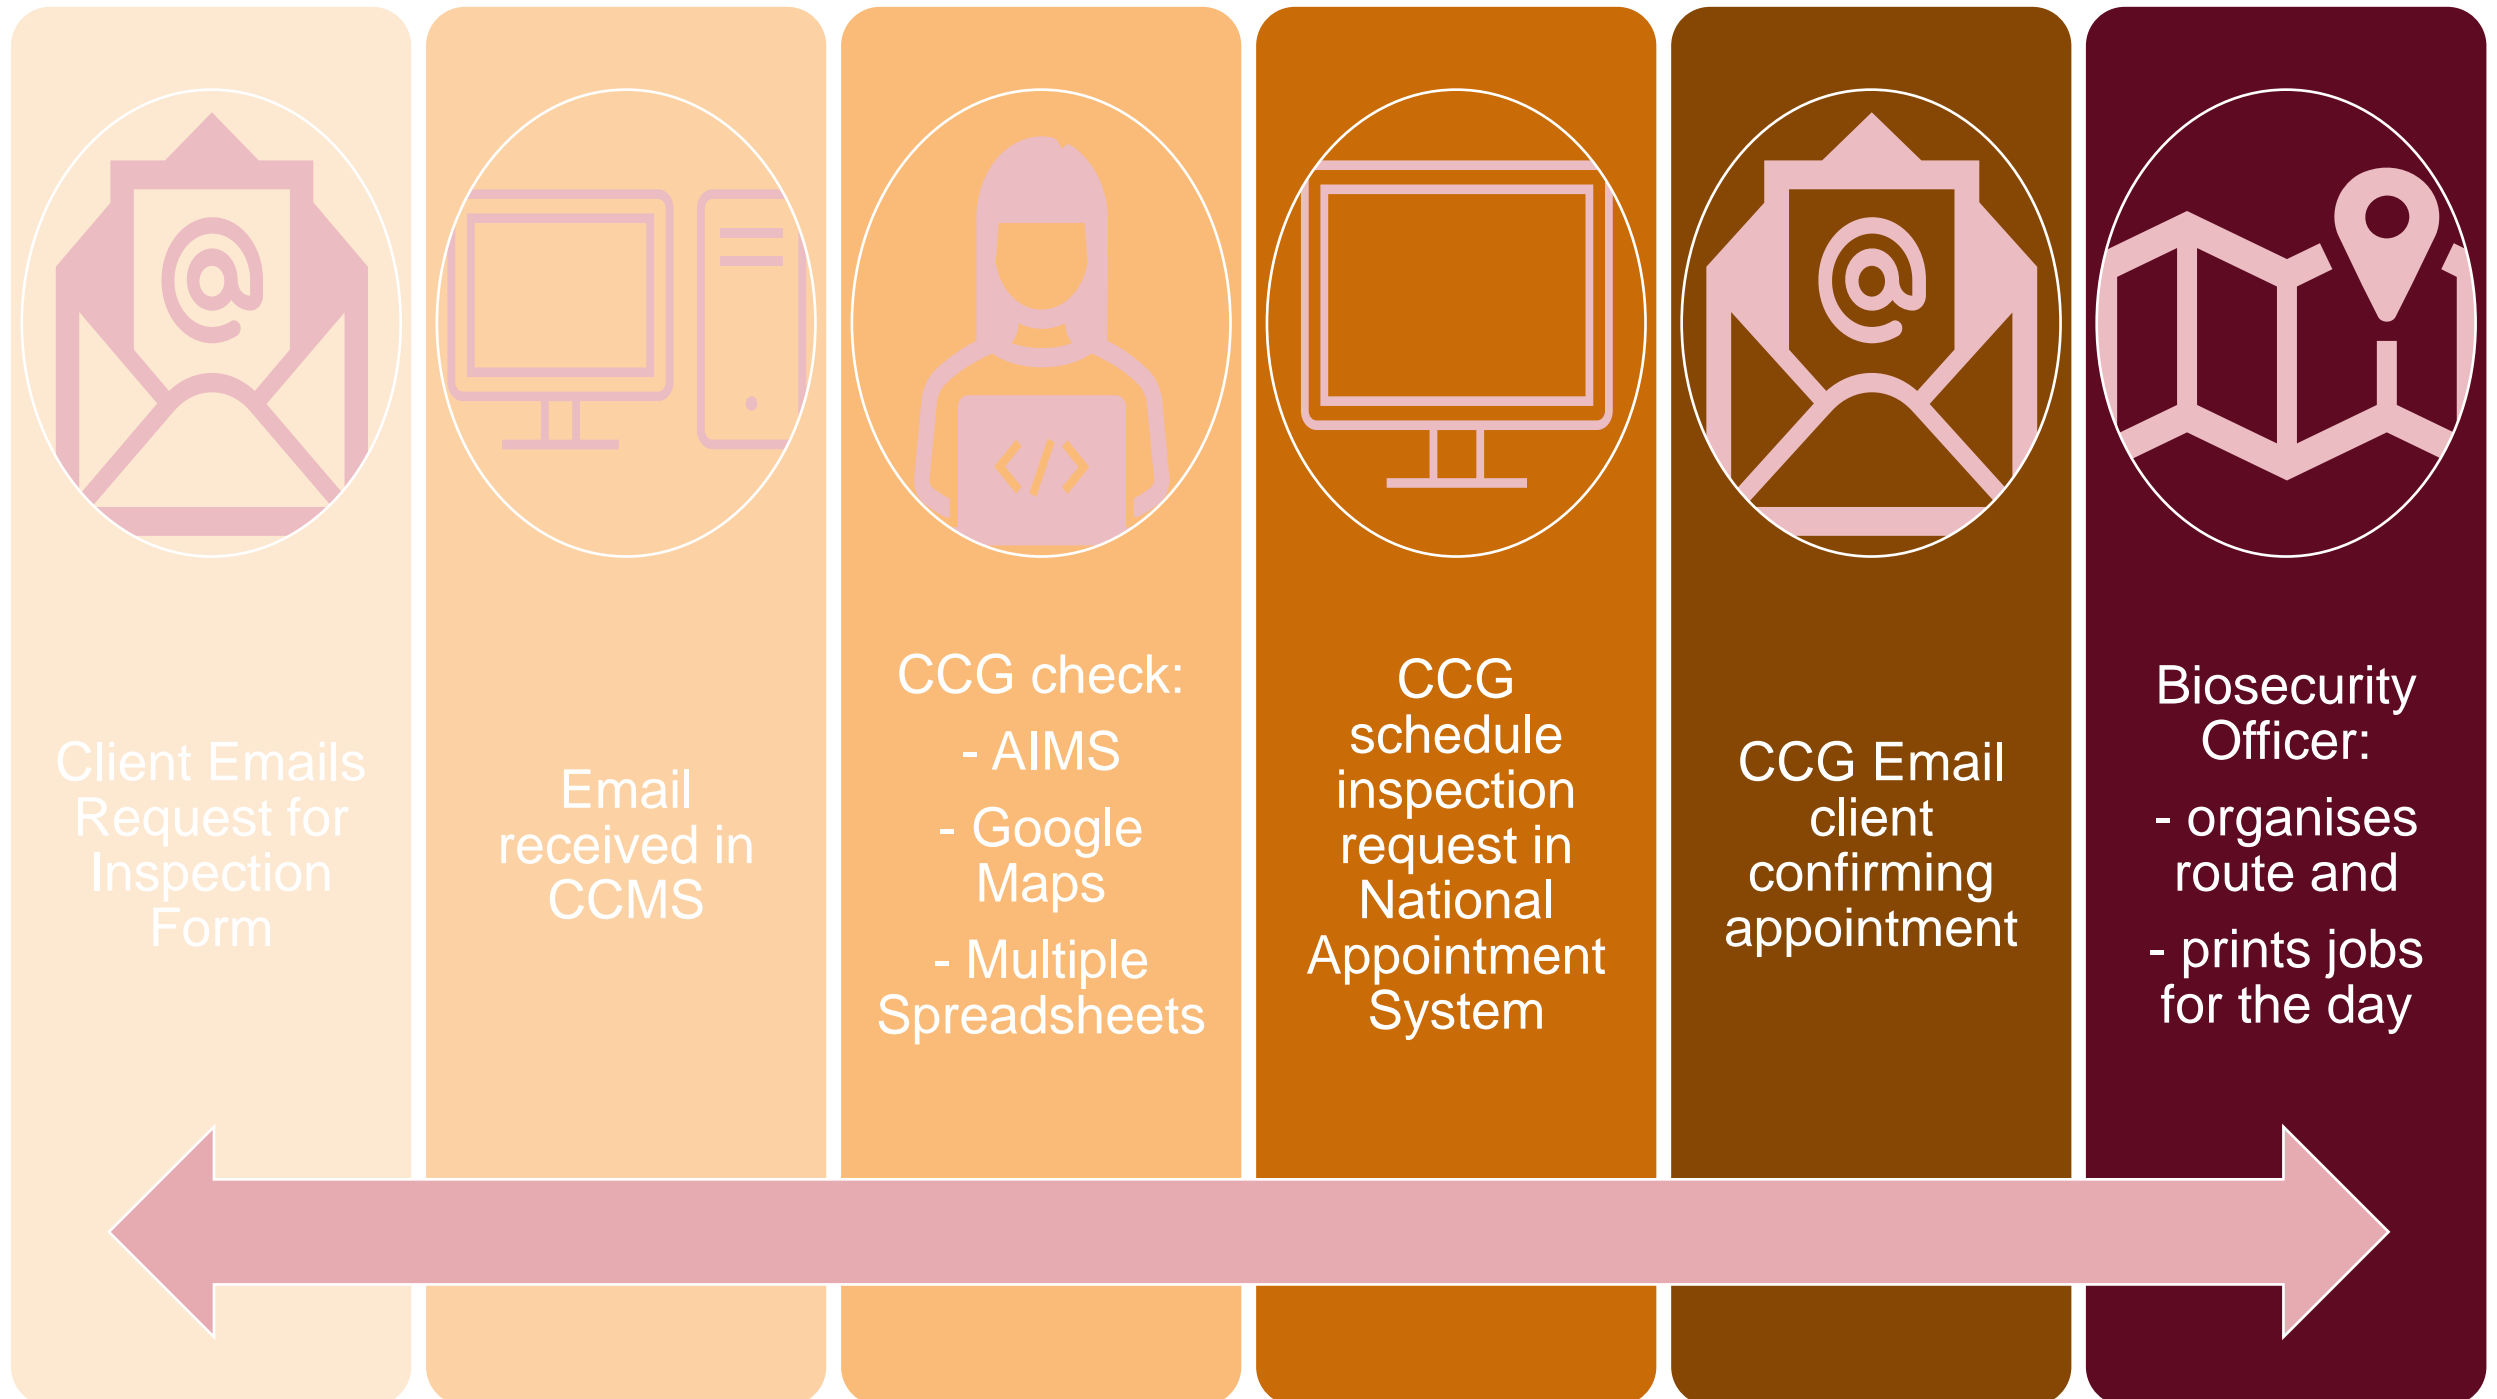 Client Emails
Request for
Inspection
Form
Email
received in
CCMS
CCG check:
- AIMS
- Google
Maps
- Multiple
Spreadsheets
CCG
schedule
inspection
request in
National
Appointment
System
CCG Email
client
confirming
appointment
Biosecurity
Officer:
- organises
route and
- prints jobs
for the day